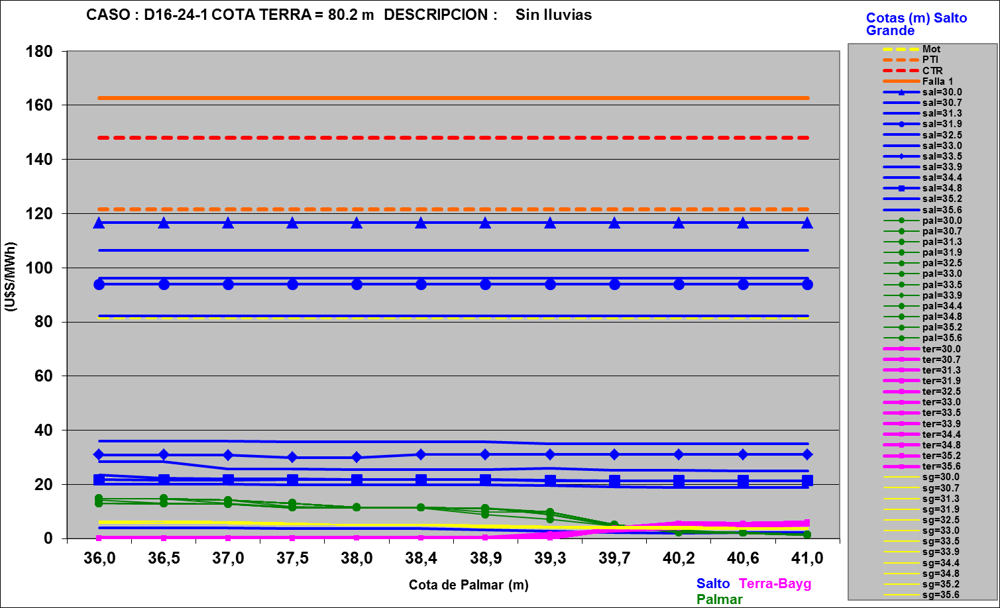 CASO : D16-24-1 COTA TERRA = 80.2 m DESCRIPCION : Sin lluvias
Cotas (m) Salto
Grande
180
160
140
120
100
80
60
40
20
0
(U$S/MWh)
36,0 36,5 37,0 37,5 38,0 38,4 38,9 39,3 39,7 40,2 40,6 41,0
Cota de Palmar (m)
Salto Terra-Bayg
Palmar
Mot
PTI
CTR
Falla 1
sal=30.0
sal=30.7
sal=31.3
sal=31.9
sal=32.5
sal=33.0
sal=33.5
sal=33.9
sal=34.4
sal=34.8
sal=35.2
sal=35.6
pal=30.0
pal=30.7
pal=31.3
pal=31.9
pal=32.5
pal=33.0
pal=33.5
pal=33.9
pal=34.4
pal=34.8
pal=35.2
pal=35.6
ter=30.0
ter=30.7
ter=31.3
ter=31.9
ter=32.5
ter=33.0
ter=33.5
ter=33.9
ter=34.4
ter=34.8
ter=35.2
ter=35.6
sg=30.0
sg=30.7
sg=31.3
sg=31.9
sg=32.5
sg=33.0
sg=33.5
sg=33.9
sg=34.4
sg=34.8
sg=35.2
sg=35.6